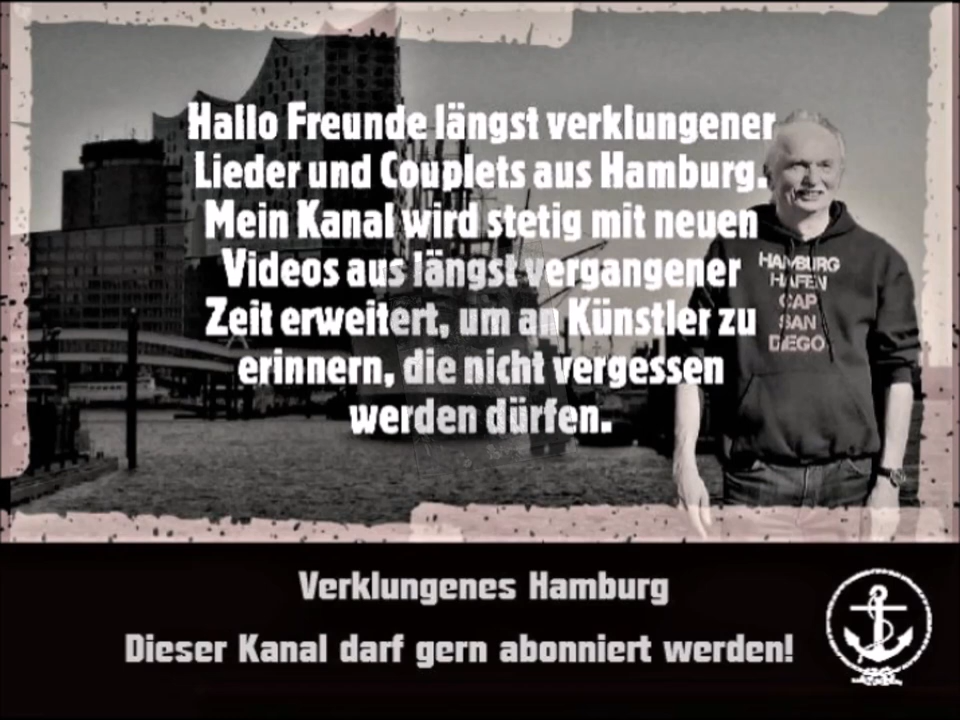 Hallo Freunde längst verklungener
Lieder und Couplets aus Hamburg.
Mein Kanal wird stetig mit neuen
Videos aus längst vergangener
Zeit erweitert, um an Künstler zu
erinnern, die nicht vergessen
werden dürfen.
HAMBURG
HAFEN
CAP
SAN
DIEGO
Verklungenes Hamburg
Dieser Kanal darf gern abonniert werden!